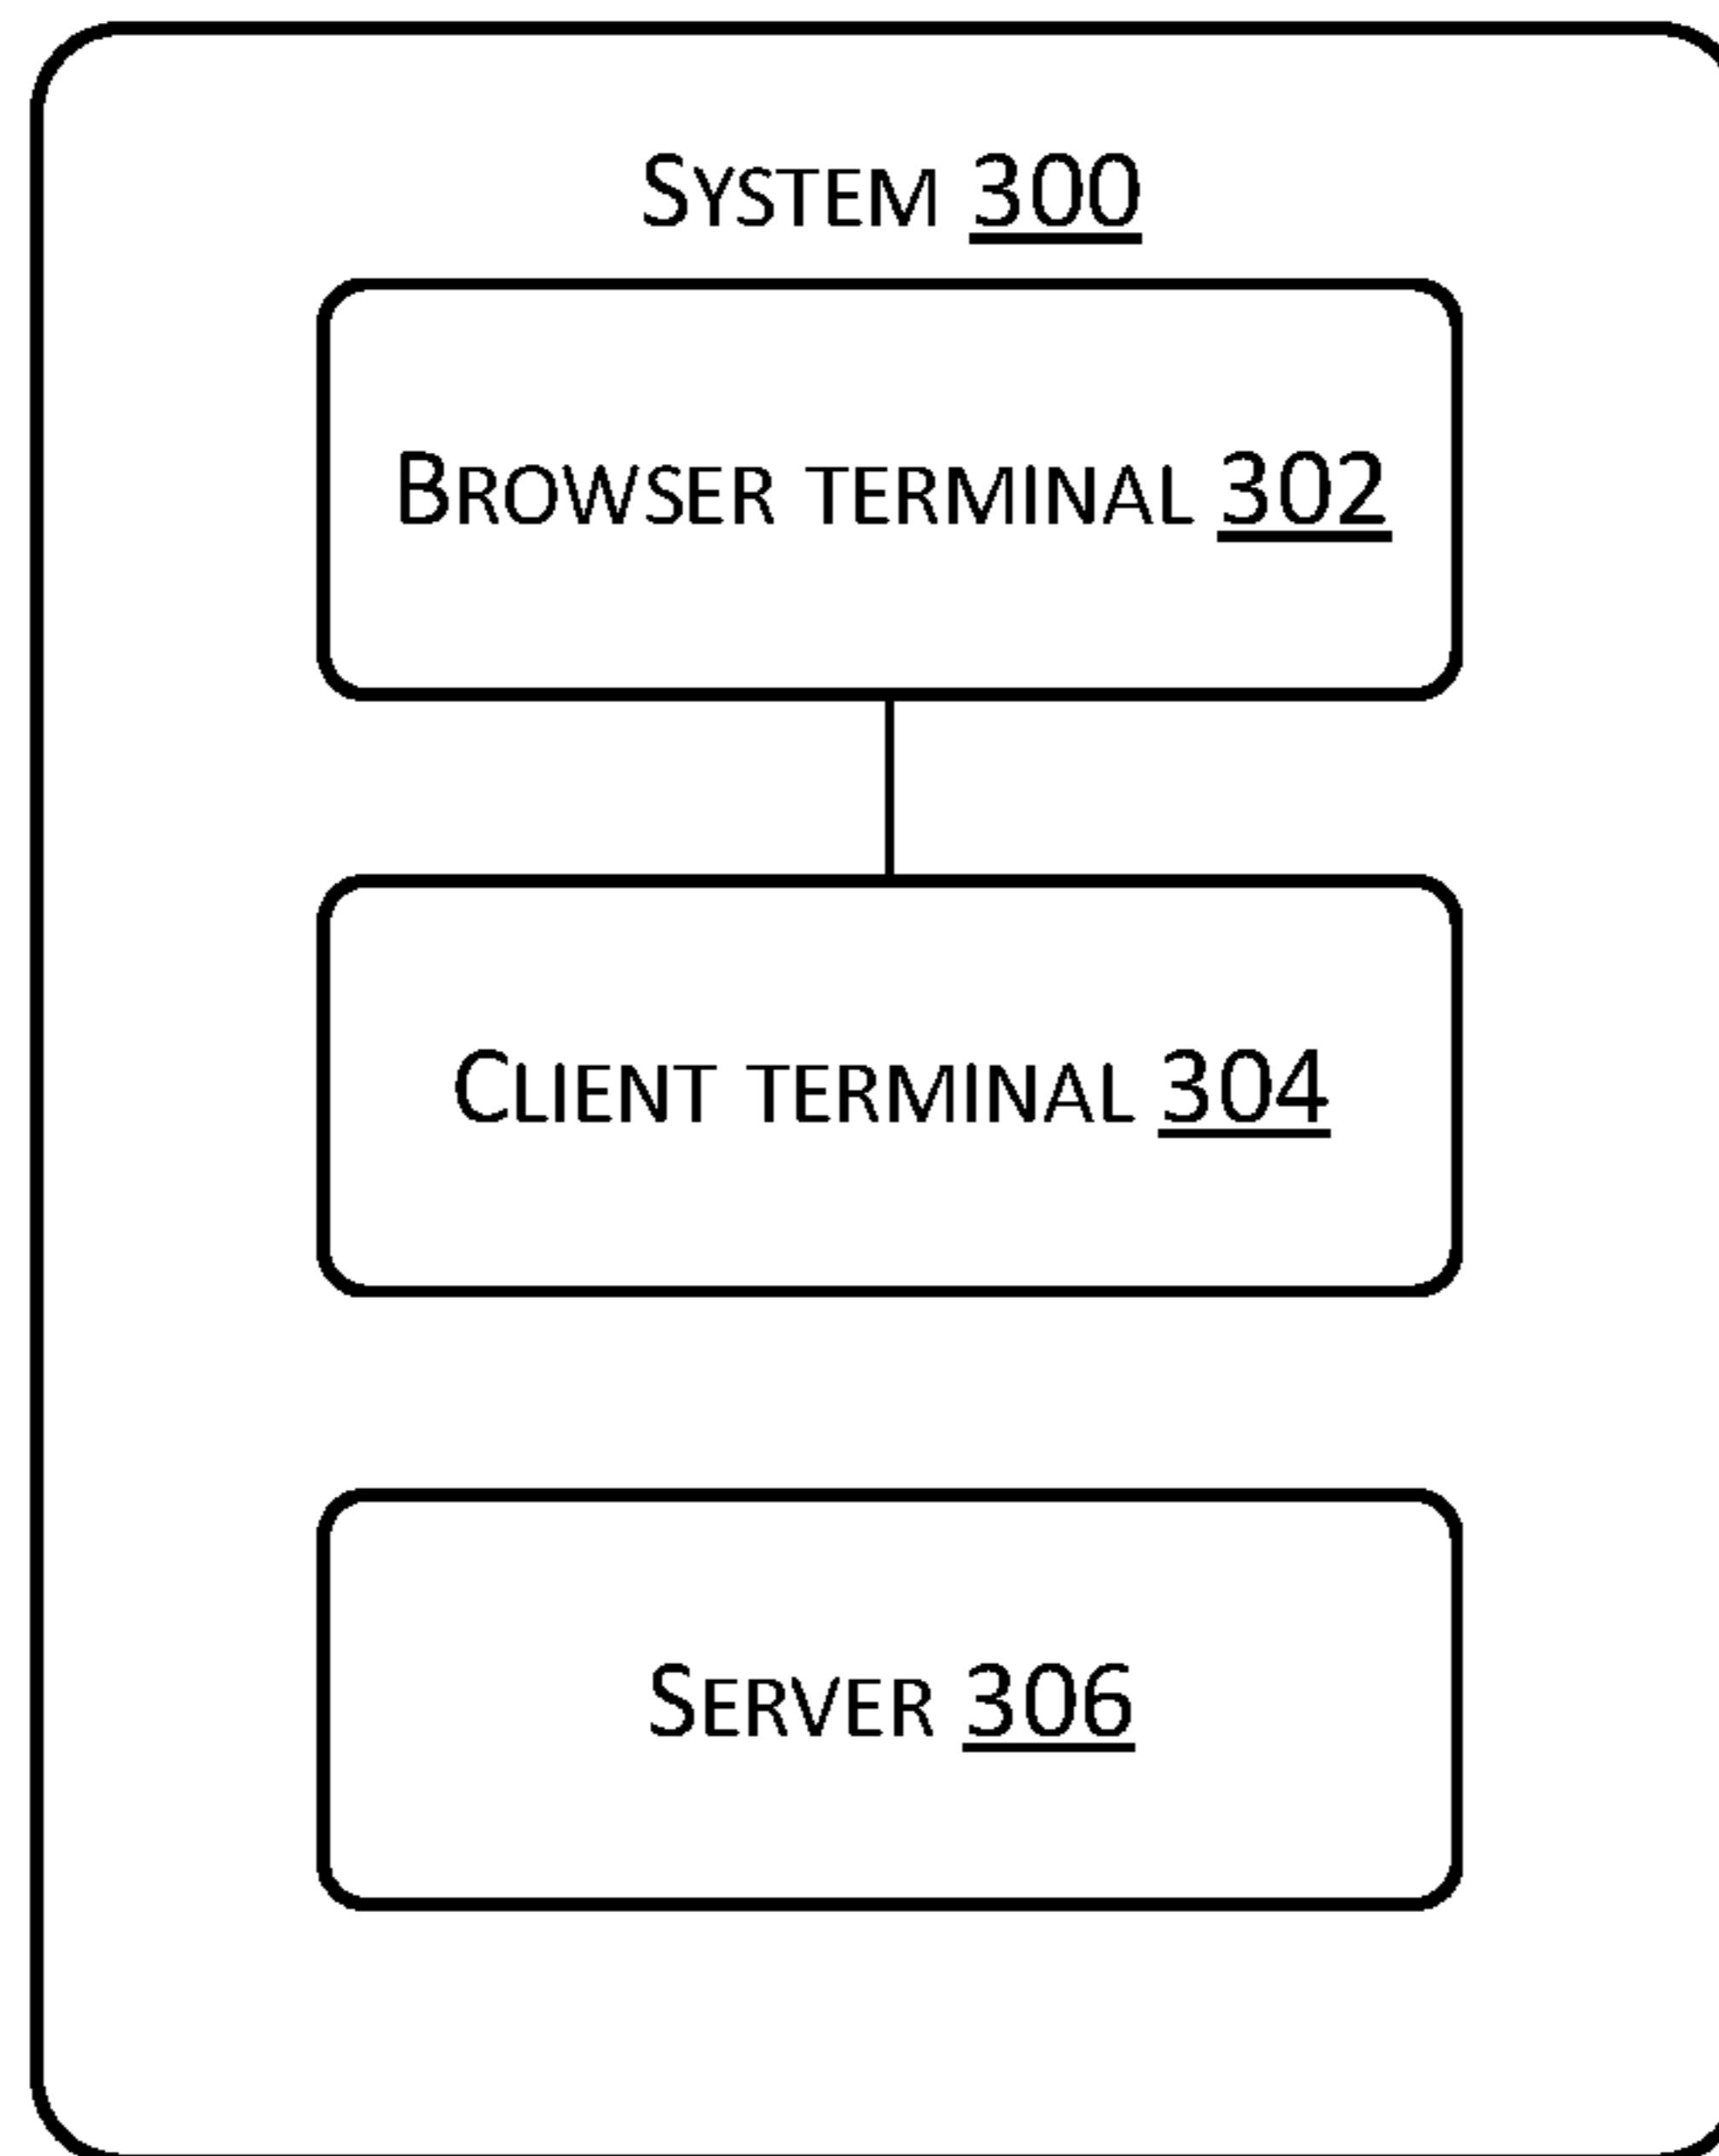 System 300
Browser terminal 302
Client terminal 304
Server 306